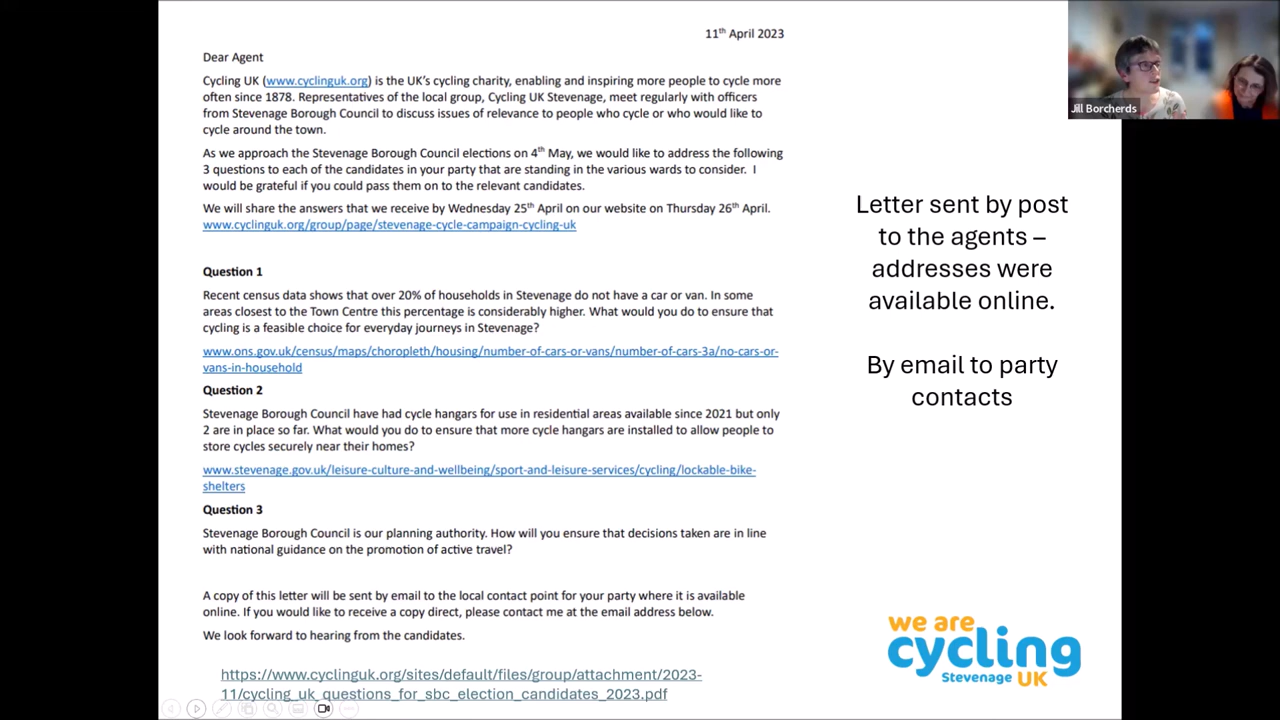 11th April 2023
Dear Agent
Cycling UK (www.cyclinguk.org) is the UK's cycling charity, enabling and inspiring more people to cycle more
often since 1878. Representatives of the local group, Cycling UK Stevenage, meet regularly with officers
from Stevenage Borough Council to discuss issues of relevance to people who cycle or who would like to
cycle around the town.
As we approach the Stevenage Borough Council elections on 4th May, we would like to address the following
3 questions to each of the candidates in your party that are standing in the various wards to consider. I
would be grateful if you could pass them on to the relevant candidates.
We will share the answers that we receive by Wednesday 25th April on our website on Thursday 26th April.
www.cyclinguk.org/group/page/stevenage-cycle-campaign-cycling-uk
Question 1
Recent census data shows that over 20% of households in Stevenage do not have a car or van. In some
areas closest to the Town Centre this percentage is considerably higher. What would you do to ensure that
cycling is a feasible choice for everyday journeys in Stevenage?
www.ons.gov.uk/census/maps/choropleth/housing/number-of-cars-or-vans/number-of-cars-3a/no-cars-or-
vans-in-household
Question 2
Stevenage Borough Council have had cycle hangars for use in residential areas available since 2021 but only
2 are in place so far. What would you do to ensure that more cycle hangars are installed to allow people to
store cycles securely near their homes?
www.stevenage.gov.uk/leisure-culture-and-wellbeing/sport-and-leisure-services/cycling/lockable-bike-
shelters
Question 3
Stevenage Borough Council is our planning authority. How will you ensure that decisions taken are in line
with national guidance on the promotion of active travel?
A copy of this letter will be sent by email to the local contact point for your party where it is available
online. If you would like to receive a copy direct, please contact me at the email address below.
We look forward to hearing from the candidates.
https://www.cyclinguk.org/sites/default/files/group/attachment/2023-
11/cycling_uk_questions_for_sbc_election_candidates_2023.pdf
Jill Borcherds
Letter sent by post
to the agents –
addresses were
available online.
By email to party
contacts
we are
cycling
Stevenage UK